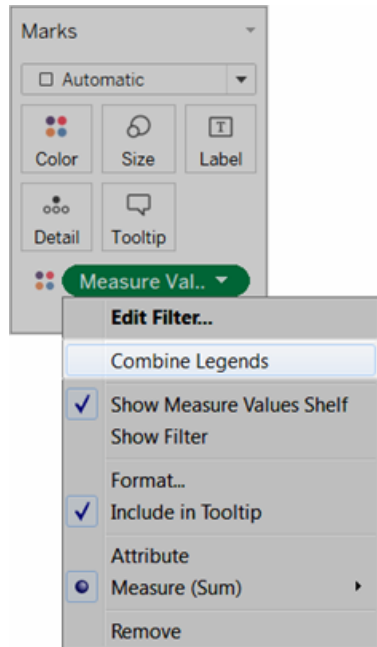 Marks
Automatic
Color Size Label
Detail Tooltip
Measure Val..
Edit Filter...
Combine Legends
Show Measure Values Shelf
Show Filter
Format...
Include in Tooltip
Attribute
Measure (Sum)
Remove